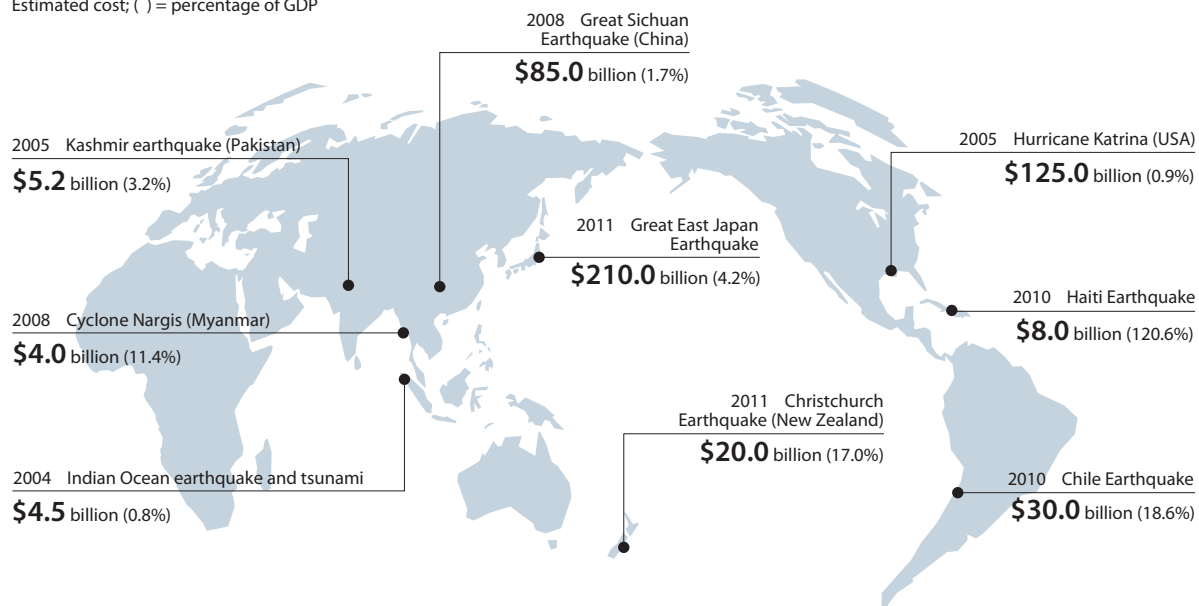 Estimated cost; ( ) = percentage of GDP
2008 Great Sichuan
Earthquake (China)
$85.0 billion (1.7%)
2005 Kashmir earthquake (Pakistan)
$5.2 billion (3.2%)
2005 Hurricane Katrina (USA)
$125.0 billion (0.9%)
2011 Great East Japan
Earthquake
$210.0 billion (4.2%)
2010 Haiti Earthquake
$8.0 billion (120.6%)
2008 Cyclone Nargis (Myanmar)
$4.0 billion (11.4%)
2011 Christchurch
Earthquake (New Zealand)
$20.0 billion (17.0%)
2004 Indian Ocean earthquake and tsunami
$4.5 billion (0.8%)
2010 Chile Earthquake
$30.0 billion (18.6%)